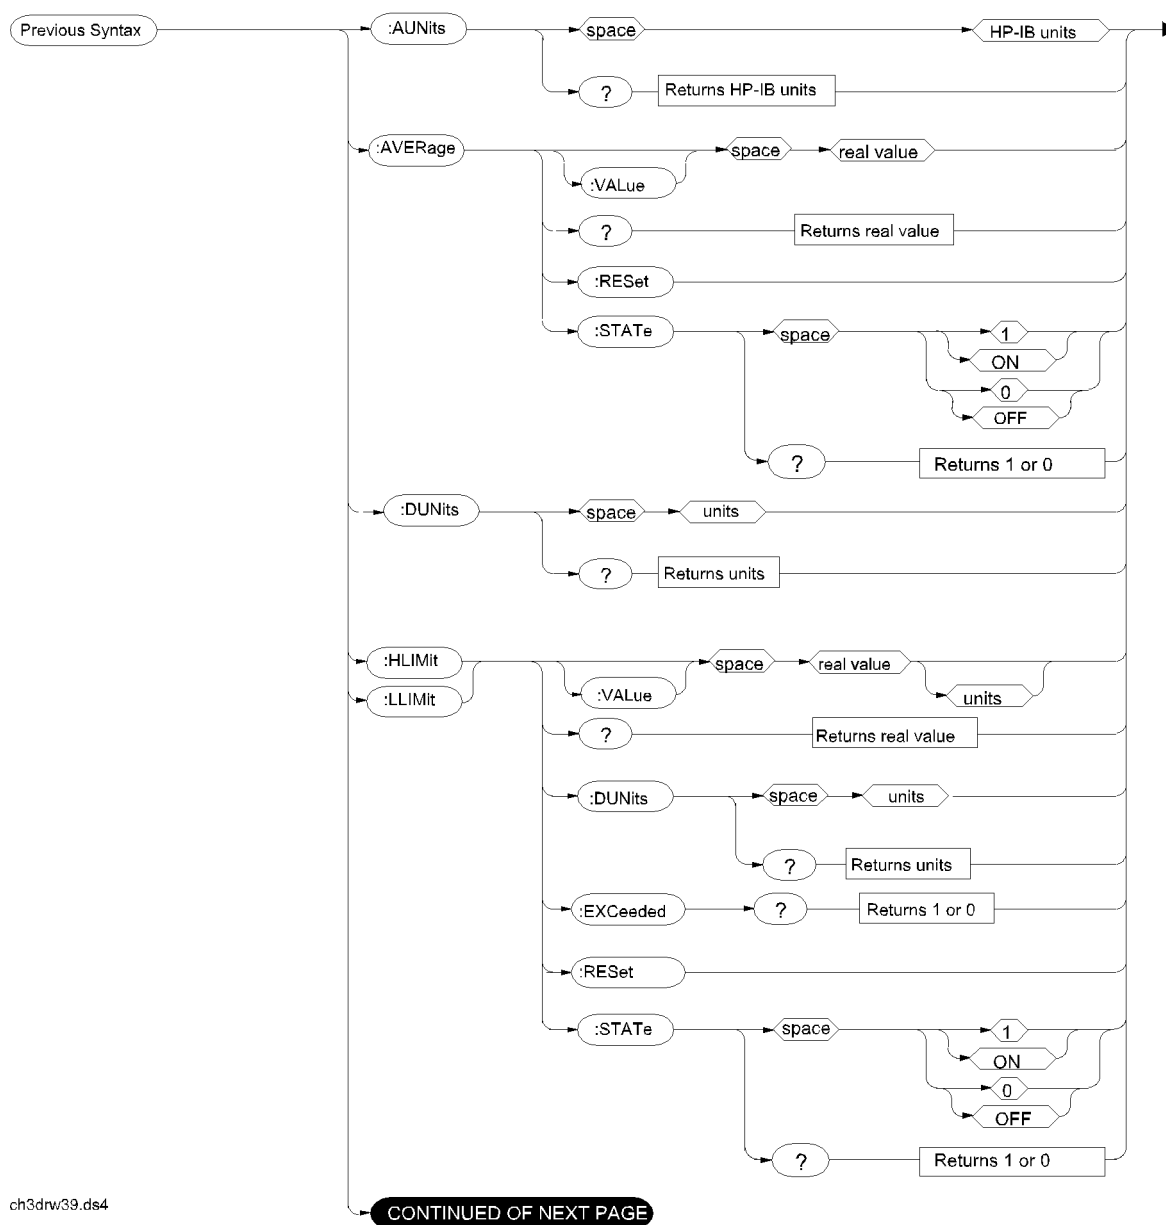 Previous Syntax :AUNits space HP-IB units
? Returns HP-IB units
:AVERage space real value
:VALue
? Returns real value
:RESet
:STATe space 1
ON
0
OFF
? Returns 1 or 0
:DUNits space units
? Returns units
:HLIMit space real value
:LLIMit :VALue units
? Returns real value
:DUNits space units
? Returns units
:EXCeeded ? Returns 1 or 0
:RESet
:STATe space 1
ON
0
OFF
? Returns 1 or 0
ch3drw39.ds4 CONTINUED OF NEXT PAGE